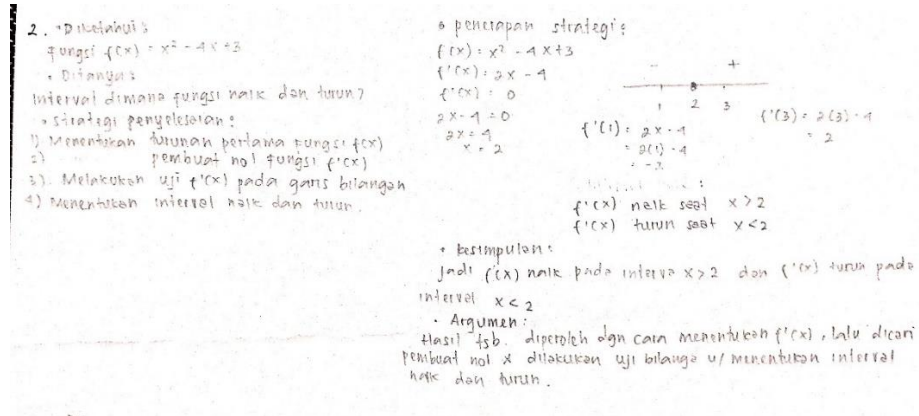 2. • Diketahui :
fungsi f(x) = x² - 4x + 3
• Ditanya :
Interval dimana fungsi naik dan turun?
• Strategi penyelesaian :
1) Menentukan turunan pertama fungsi f(x)
2) pembuat nol fungsi f'(x)
3) Melakukan uji f'(x) pada garis bilangan
4) Menentukan interval naik dan turun.
• penerapan strategi :
f(x) = x² - 4x + 3
f'(x) = 2x - 4
f'(x) = 0
2x - 4 = 0
2x = 4
x = 2
- +
1 2 3
f'(1) = 2x - 4
= 2(1) - 4
= -2
f'(3) = 2(3) - 4
= 2
f'(x) naik saat x > 2
f'(x) turun saat x < 2
• kesimpulan :
Jadi f'(x) naik pada interva x > 2 dan f'(x) turun pada
interval x < 2
• Argumen :
Hasil tsb. diperoleh dgn cara menentukan f'(x), lalu dicari
pembuat nol & dilakukan uji bilanga u/ menentukan interval
naik dan turun.